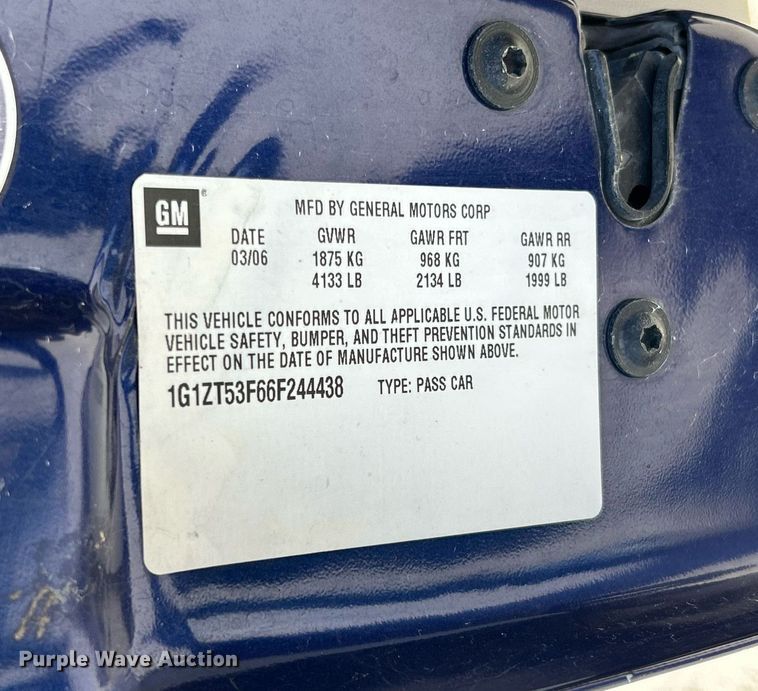 GM ®
MFD BY GENERAL MOTORS CORP
DATE GVWR GAWR FRT GAWR RR
03/06 1875 KG 968 KG 907 KG
4133 LB 2134 LB 1999 LB
THIS VEHICLE CONFORMS TO ALL APPLICABLE U.S. FEDERAL MOTOR
VEHICLE SAFETY, BUMPER, AND THEFT PREVENTION STANDARDS IN
EFFECT ON THE DATE OF MANUFACTURE SHOWN ABOVE.
1G1ZT53F66F244438 TYPE: PASS CAR
Purple Wave Auction